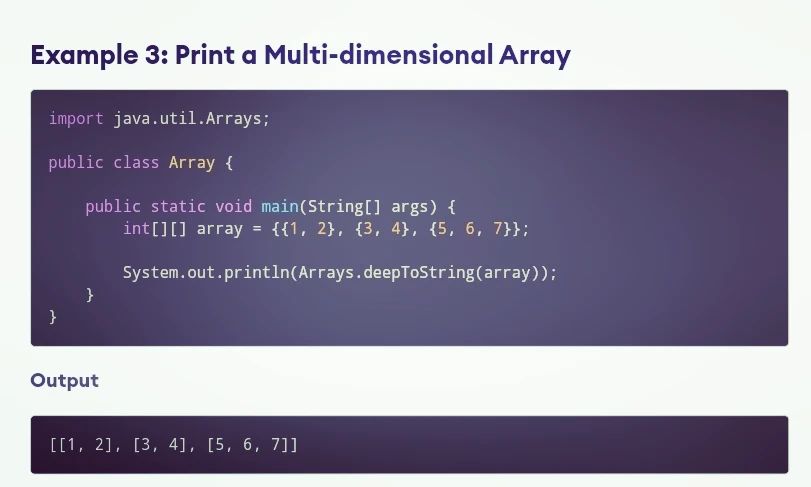 Example 3: Print a Multi-dimensional Array
import java.util.Arrays;
public class Array {
public static void main(String[] args) {
int[][] array = {{1, 2}, {3, 4}, {5, 6, 7}};
System.out.println(Arrays.deepToString(array));
}
}
Output
[[1, 2], [3, 4], [5, 6, 7]]